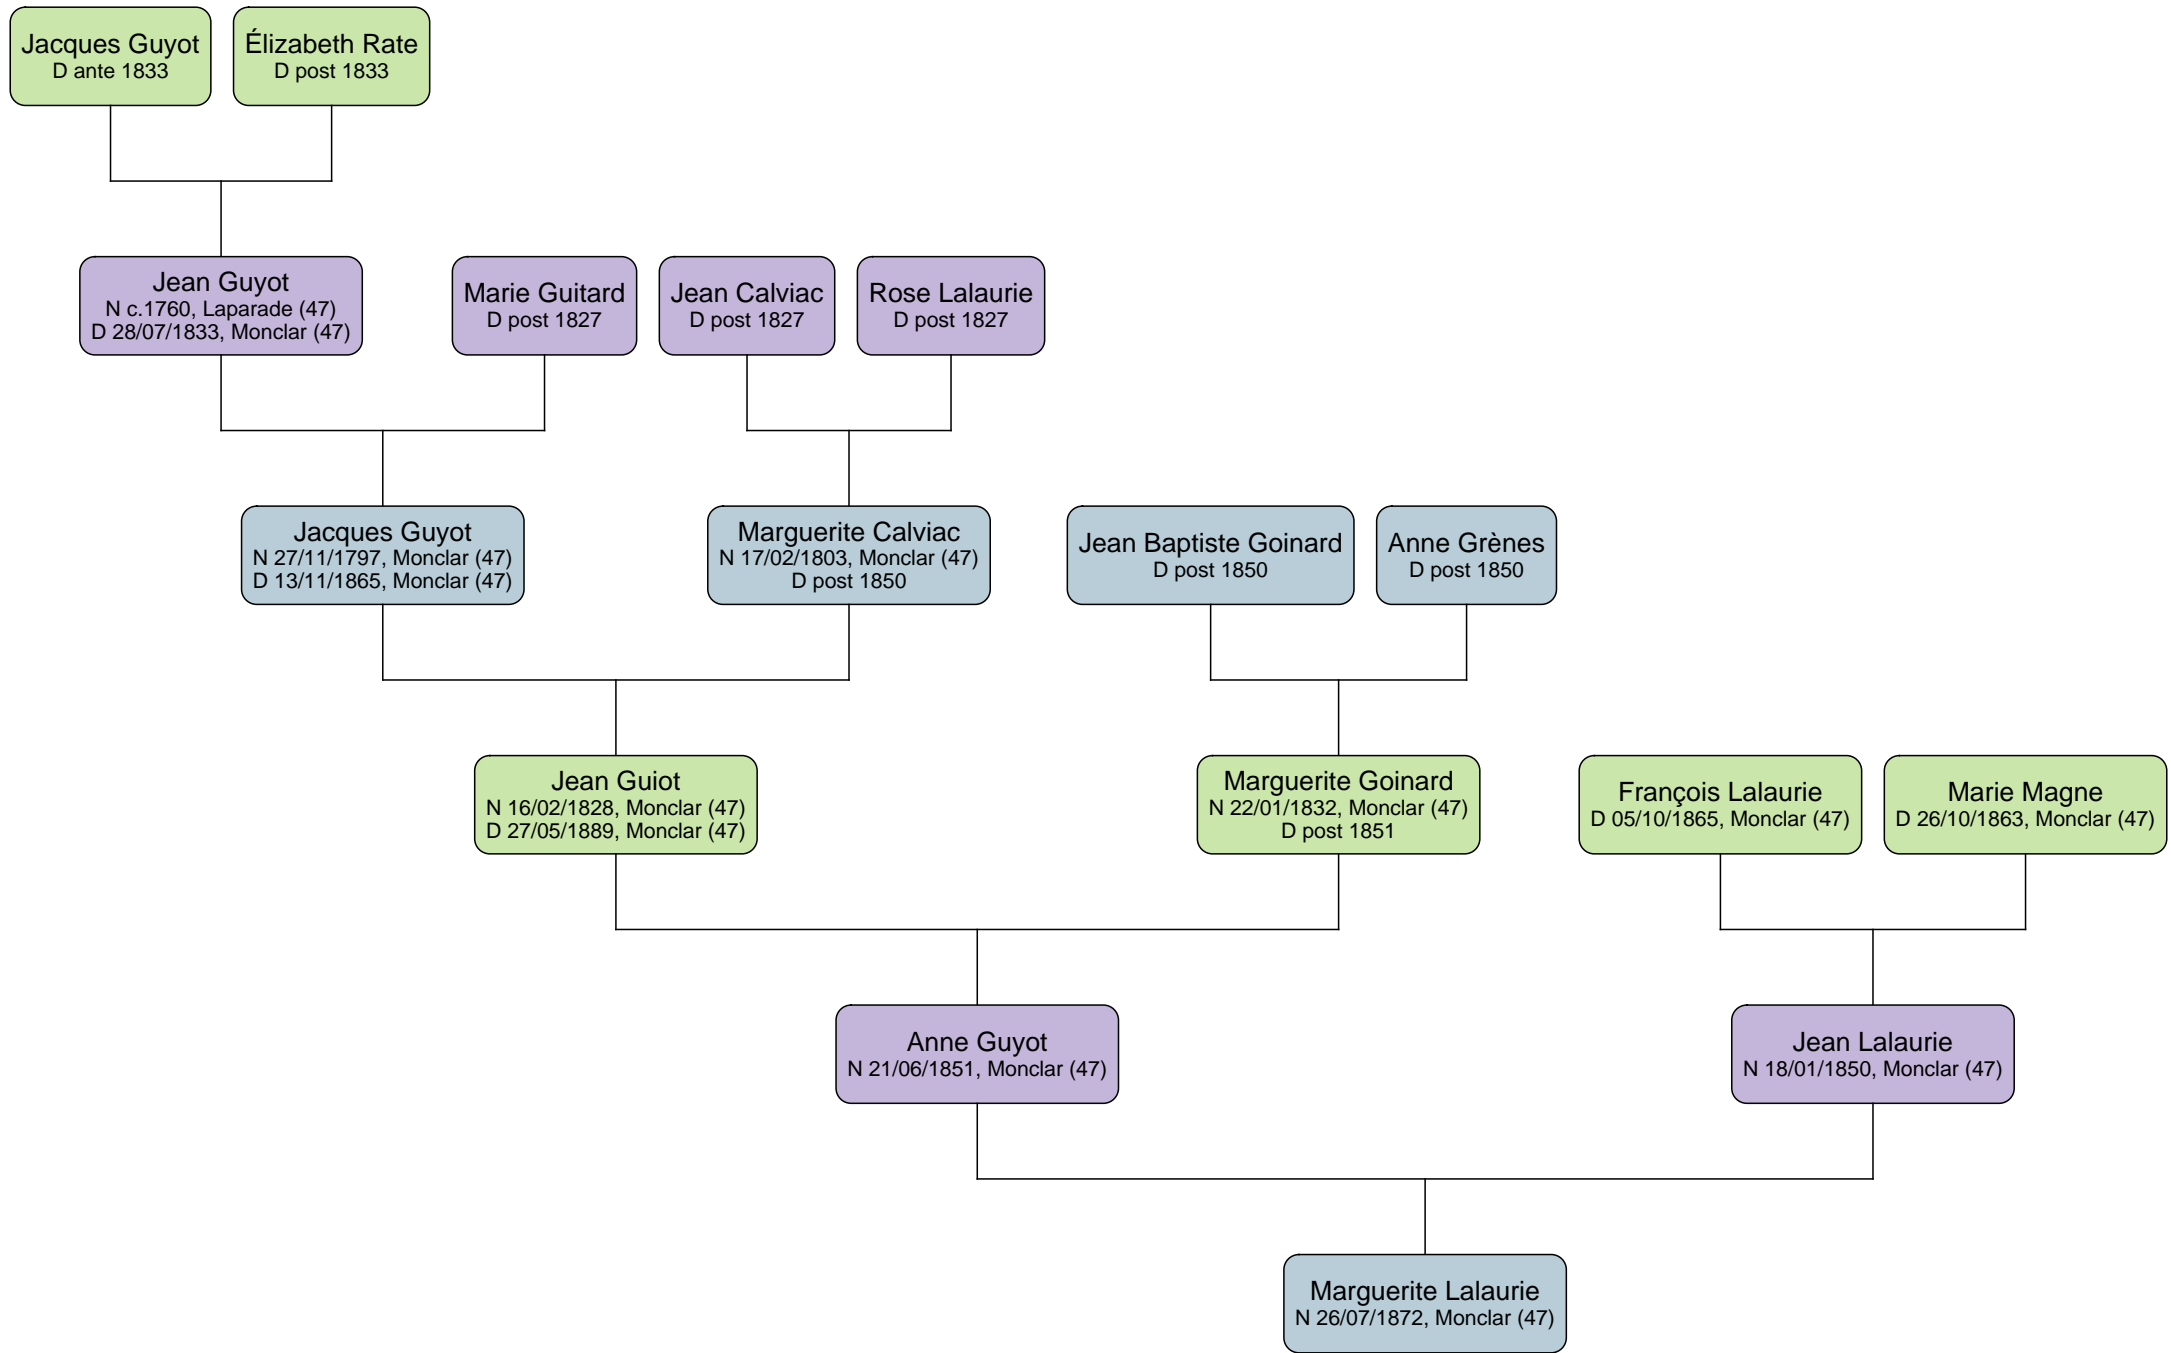 Jacques Guyot
D ante 1833
Élizabeth Rate
D post 1833
Jean Guyot
N c.1760, Laparade (47)
D 28/07/1833, Monclar (47)
Marie Guitard
D post 1827
Jean Calviac
D post 1827
Rose Lalaurie
D post 1827
Jacques Guyot
N 27/11/1797, Monclar (47)
D 13/11/1865, Monclar (47)
Marguerite Calviac
N 17/02/1803, Monclar (47)
D post 1850
Jean Baptiste Goinard
D post 1850
Anne Grènes
D post 1850
Jean Guiot
N 16/02/1828, Monclar (47)
D 27/05/1889, Monclar (47)
Marguerite Goinard
N 22/01/1832, Monclar (47)
D post 1851
François Lalaurie
D 05/10/1865, Monclar (47)
Marie Magne
D 26/10/1863, Monclar (47)
Anne Guyot
N 21/06/1851, Monclar (47)
Jean Lalaurie
N 18/01/1850, Monclar (47)
Marguerite Lalaurie
N 26/07/1872, Monclar (47)